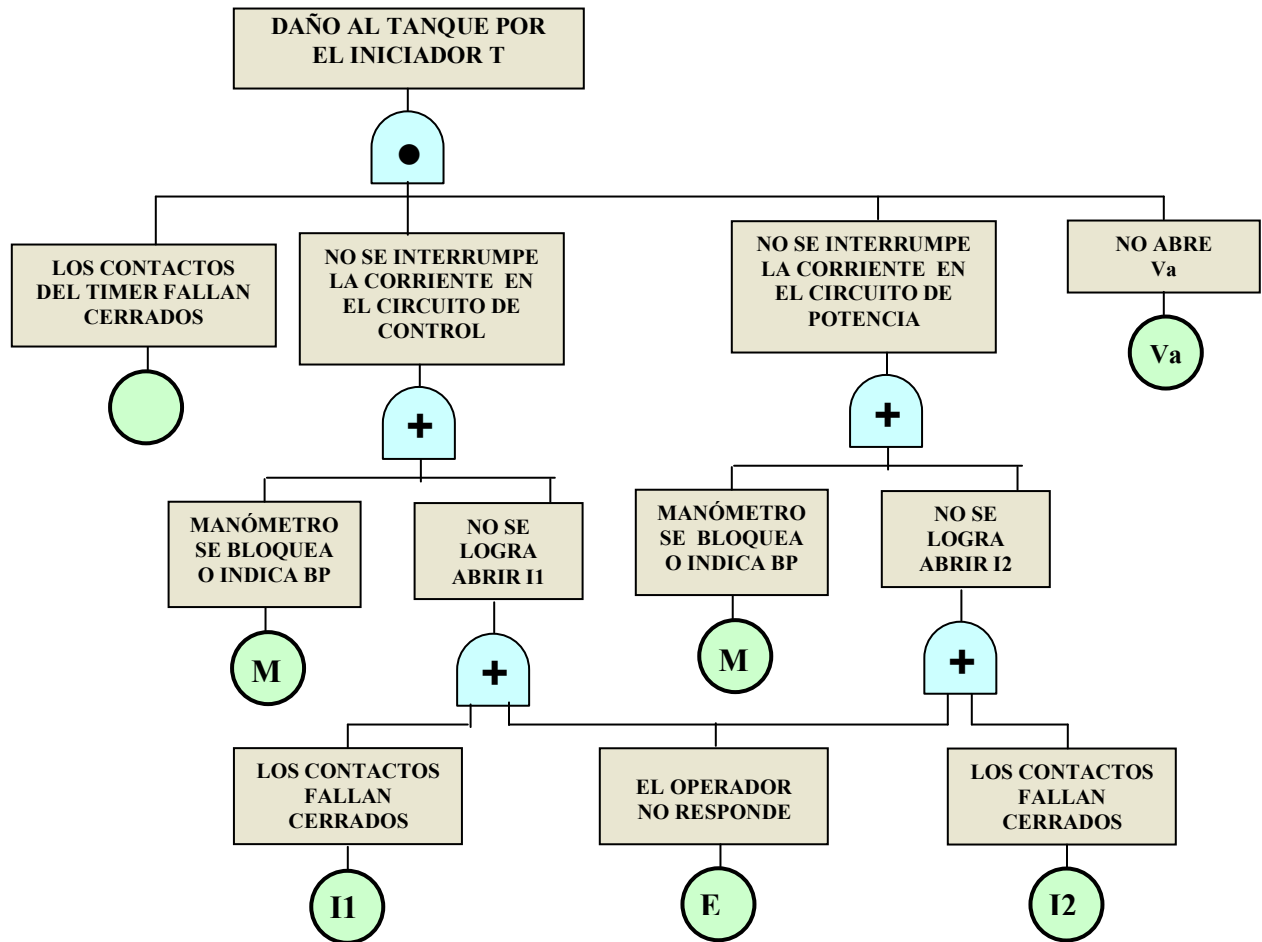 DAÑO AL TANQUE POR
EL INICIADOR T
LOS CONTACTOS
DEL TIMER FALLAN
CERRADOS
NO SE INTERRUMPE
LA CORRIENTE EN
EL CIRCUITO DE
CONTROL
NO SE INTERRUMPE
LA CORRIENTE EN
EL CIRCUITO DE
POTENCIA
NO ABRE
Va
Va
+
+
MANÓMETRO
SE BLOQUEA
O INDICA BP
NO SE
LOGRA
ABRIR I1
MANÓMETRO
SE BLOQUEA
O INDICA BP
NO SE
LOGRA
ABRIR I2
M
+
M
+
LOS CONTACTOS
FALLAN
CERRADOS
EL OPERADOR
NO RESPONDE
LOS CONTACTOS
FALLAN
CERRADOS
I1
E
I2